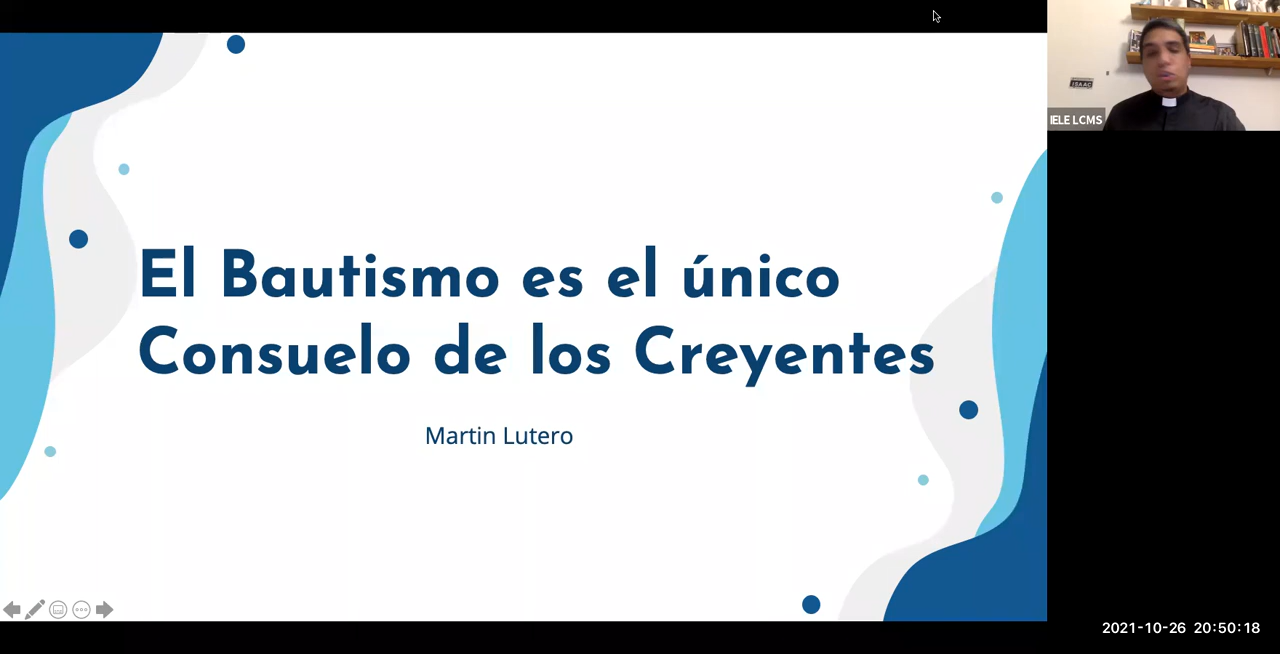 El Bautismo es el único
Consuelo de los Creyentes
Martin Lutero
ISAAC
IELE LCMS
2021-10-26 20:50:18